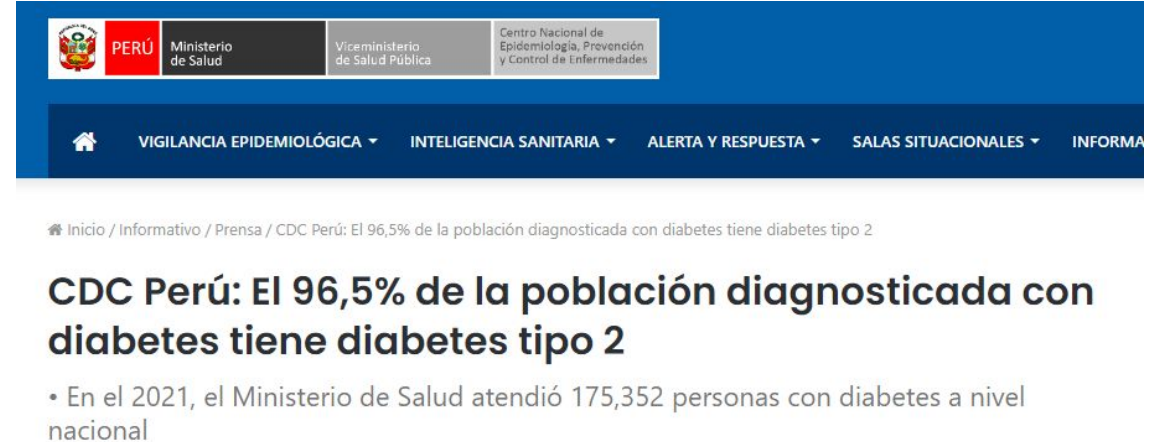 PERÚ
Ministerio
de Salud
Viceministerio
de Salud Pública
Centro Nacional de
Epidemiología, Prevención
y Control de Enfermedades
VIGILANCIA EPIDEMIOLÓGICA
INTELIGENCIA SANITARIA
ALERTA Y RESPUESTA
SALAS SITUACIONALES
INFORMA
Inicio / Informativo / Prensa / CDC Perú: El 96,5% de la población diagnosticada con diabetes tiene diabetes tipo 2
CDC Perú: El 96,5% de la población diagnosticada con
diabetes tiene diabetes tipo 2
• En el 2021, el Ministerio de Salud atendió 175,352 personas con diabetes a nivel
nacional